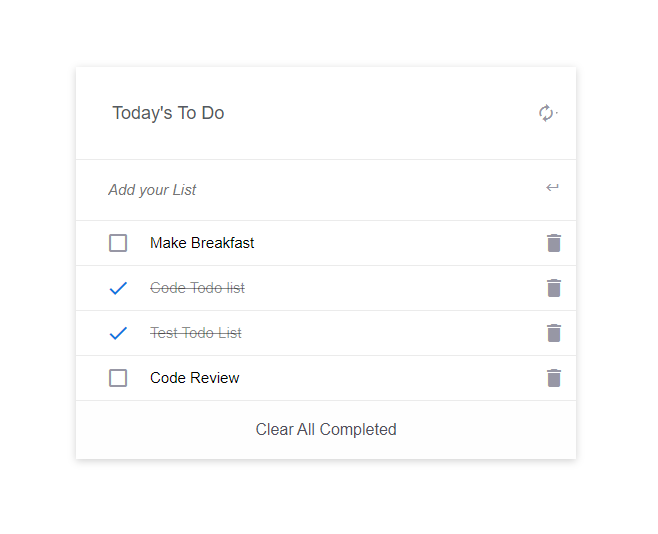 Today's To Do
Add your List
Make Breakfast
Code Todo list
Test Todo List
Code Review
Clear All Completed